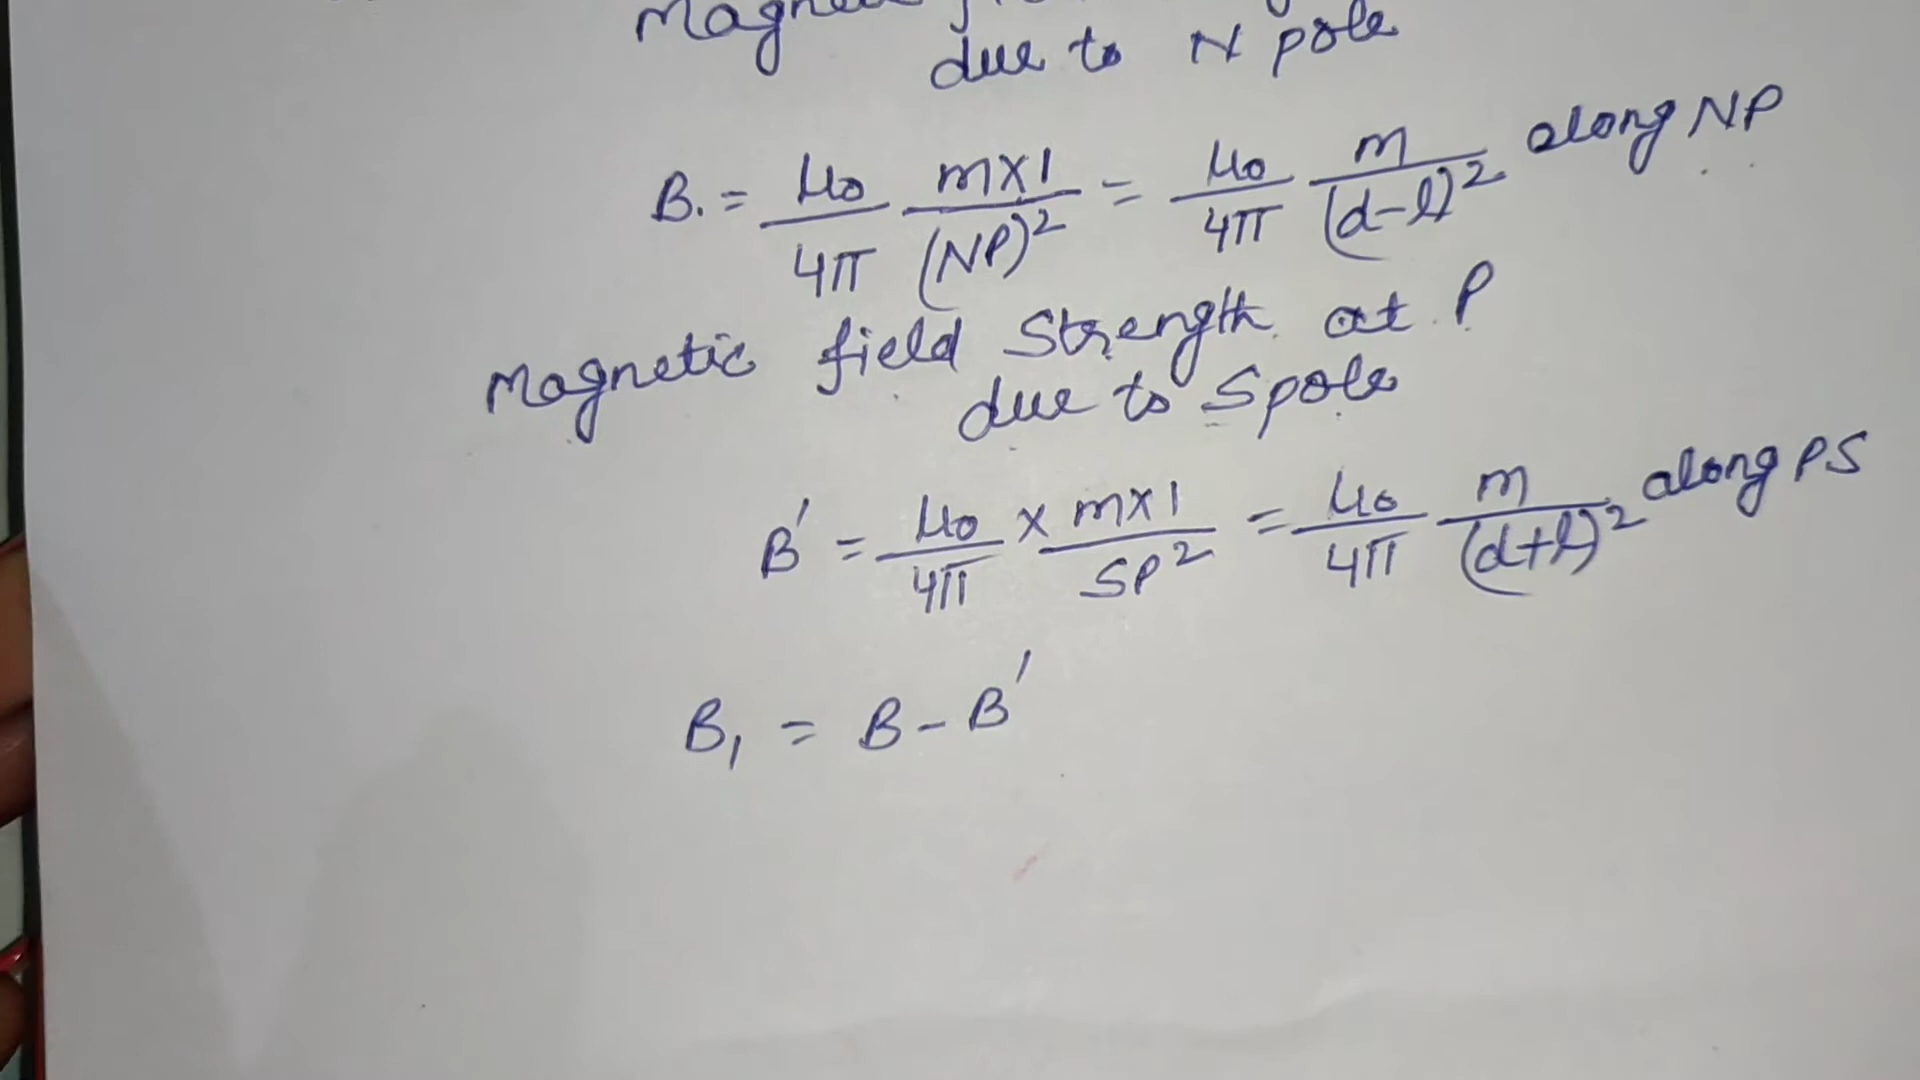 due to N pole
B. = μ₀/4π m×1/(NP)² = μ₀/4π m/(d-l)² along NP
Magnetic field Strength at P
due to S pole
B' = μ₀/4π × m×1/SP² = μ₀/4π m/(d+l)² along PS
B₁ = B - B'